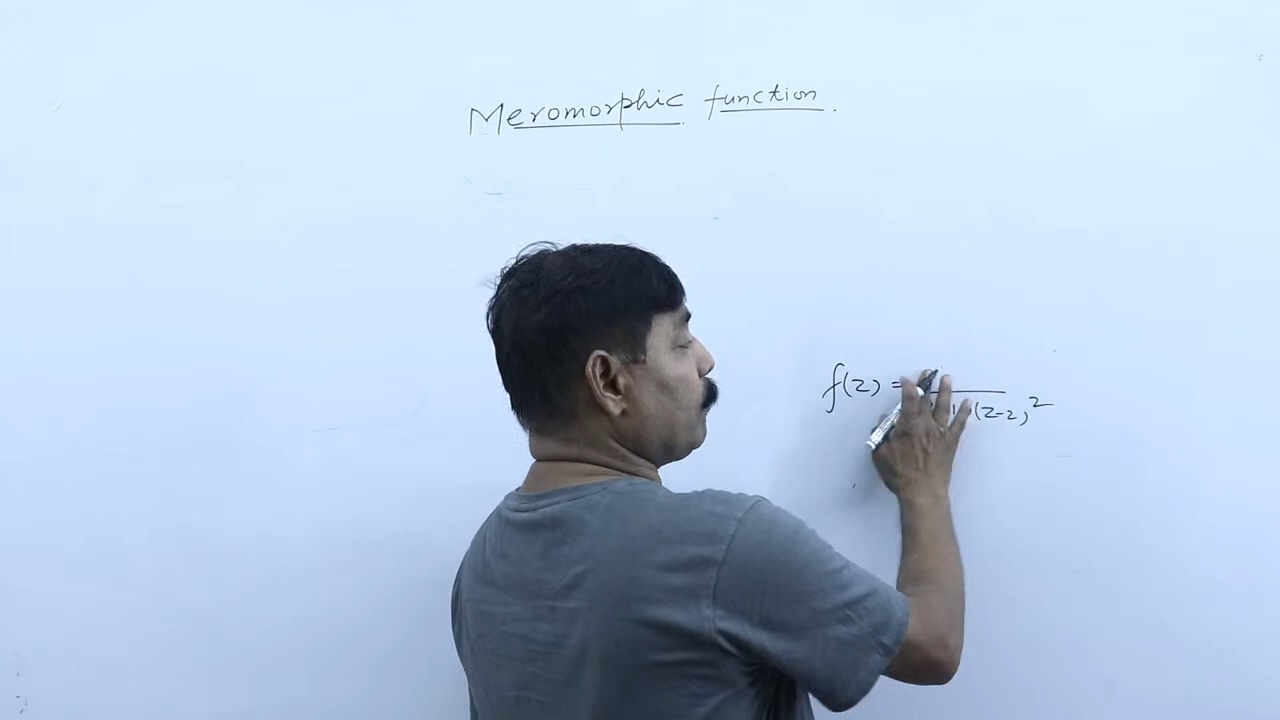 Meromorphic function.
f(z) = (z-2)²